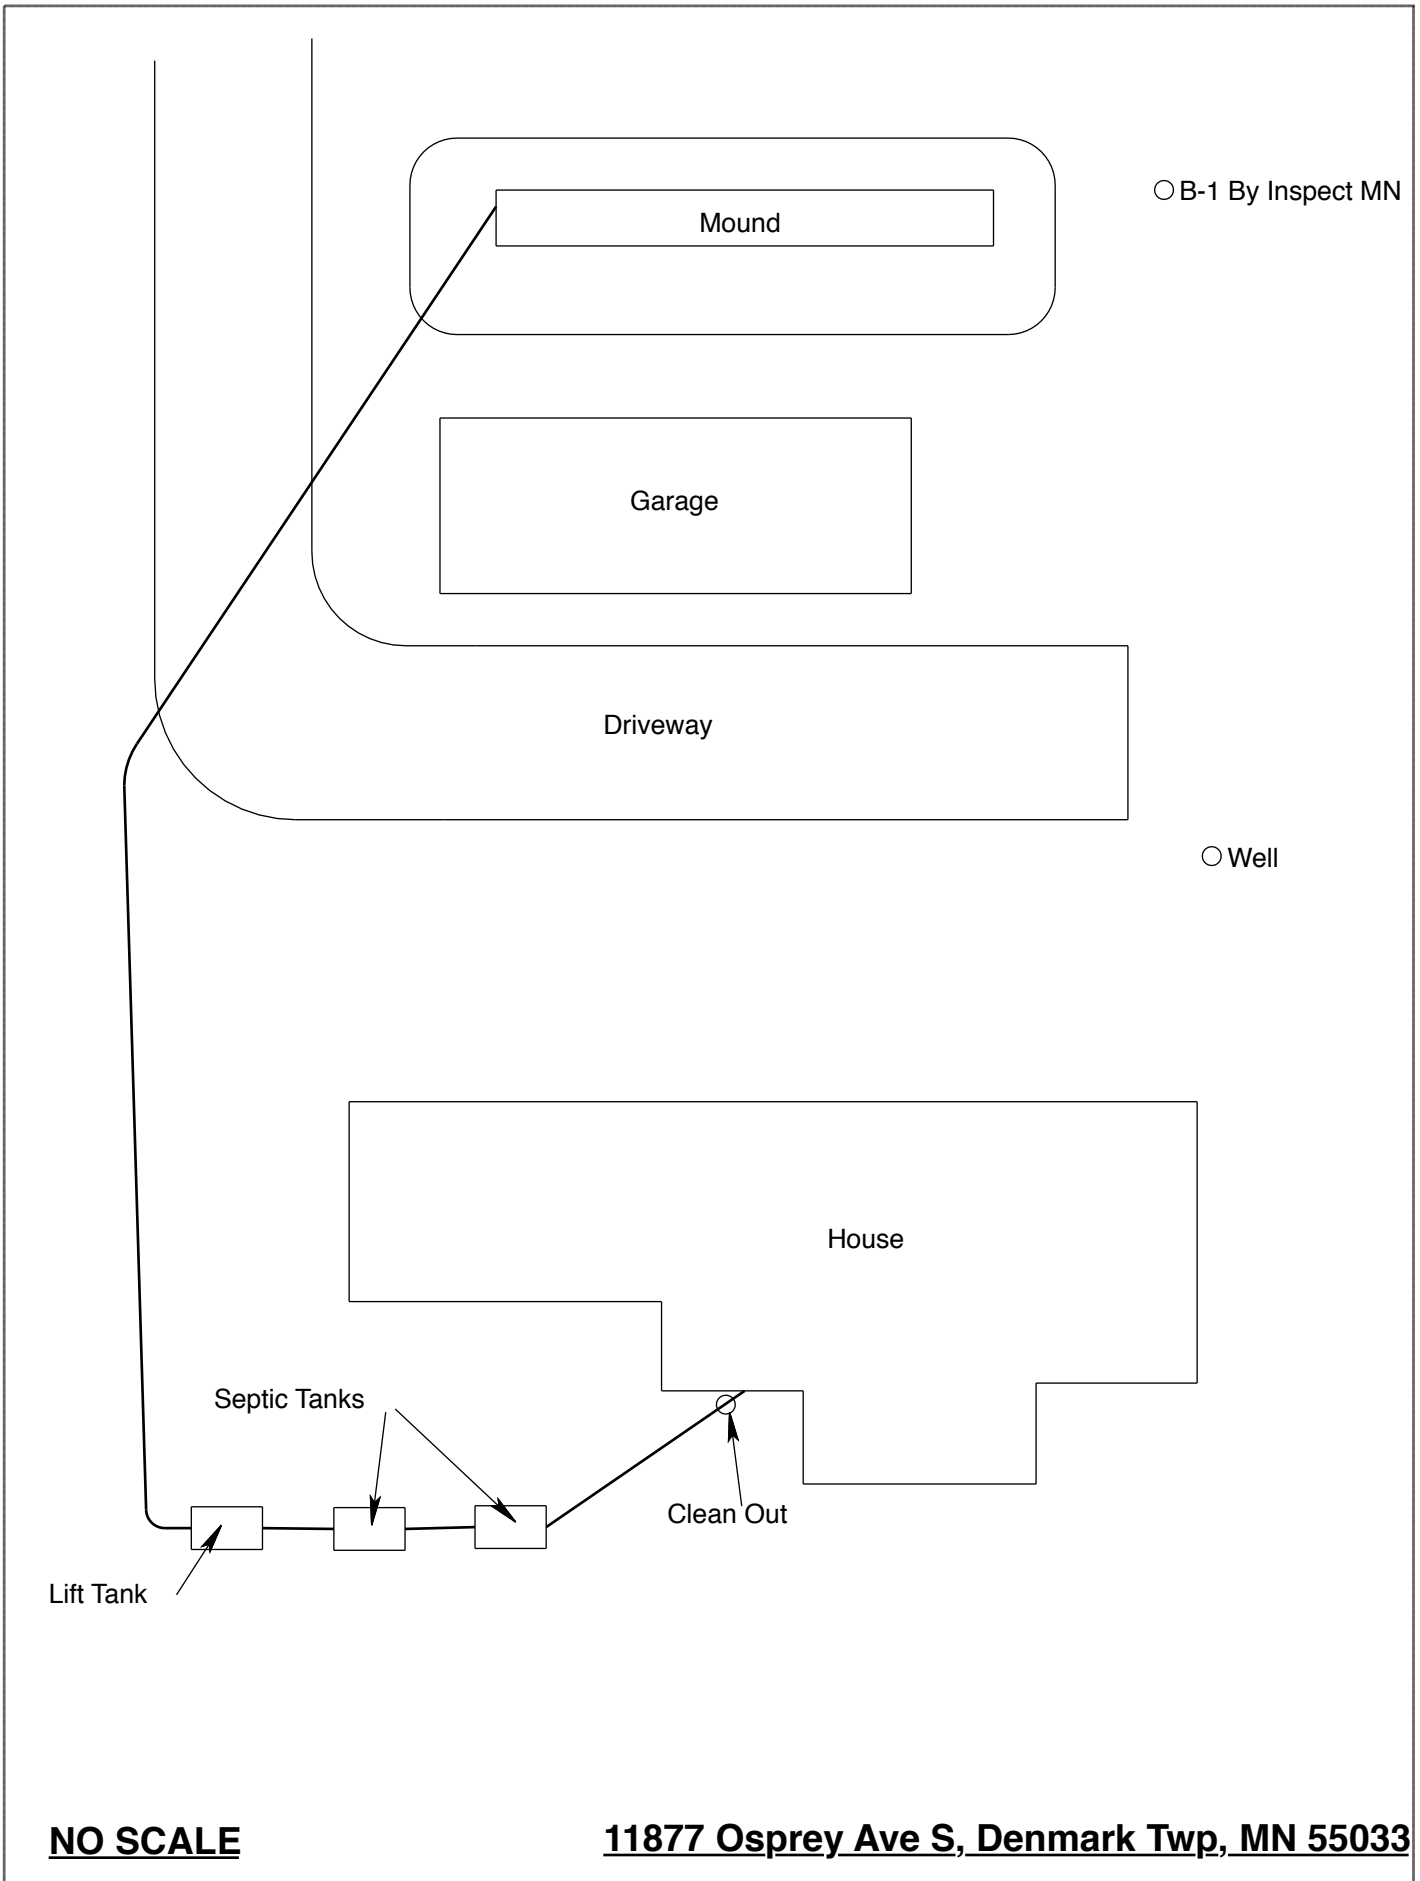 B-1 By Inspect MN
Mound
Garage
Driveway
Well
House
Septic Tanks
Clean Out
Lift Tank
NO SCALE
11877 Osprey Ave S, Denmark Twp, MN 55033